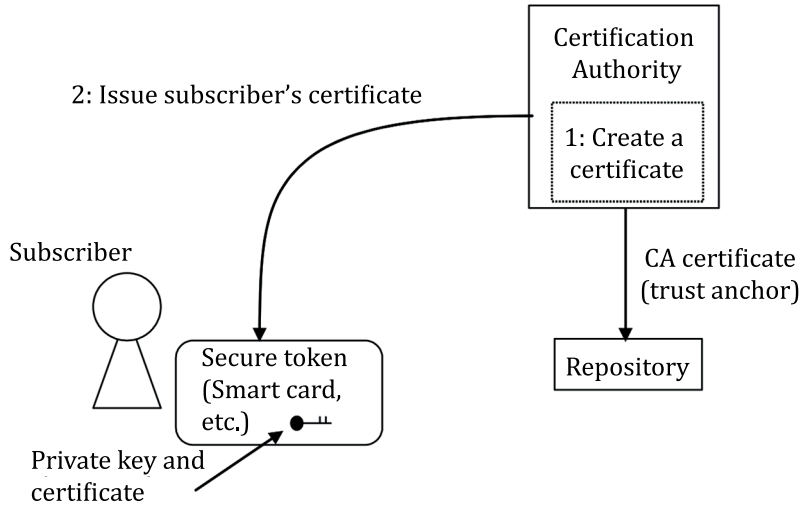 Certification
Authority
2: Issue subscriber’s certificate
1: Create a
certificate
Subscriber
CA certificate
(trust anchor)
Secure token
(Smart card,
etc.)
Repository
Private key and
certificate